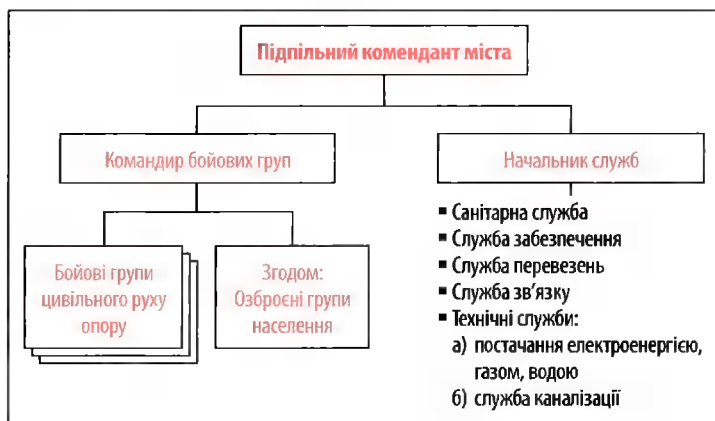 Підпільний комендант міста
Командир бойових груп
Начальник служб
Бойові групи
цивільного руху
опору
Згодом:
Озброєні групи
населення
▪ Санітарна служба
▪ Служба забезпечення
▪ Служба перевезень
▪ Служба зв'язку
▪ Технічні служби:
а) постачання електроенергією,
газом, водою
б) служба каналізації